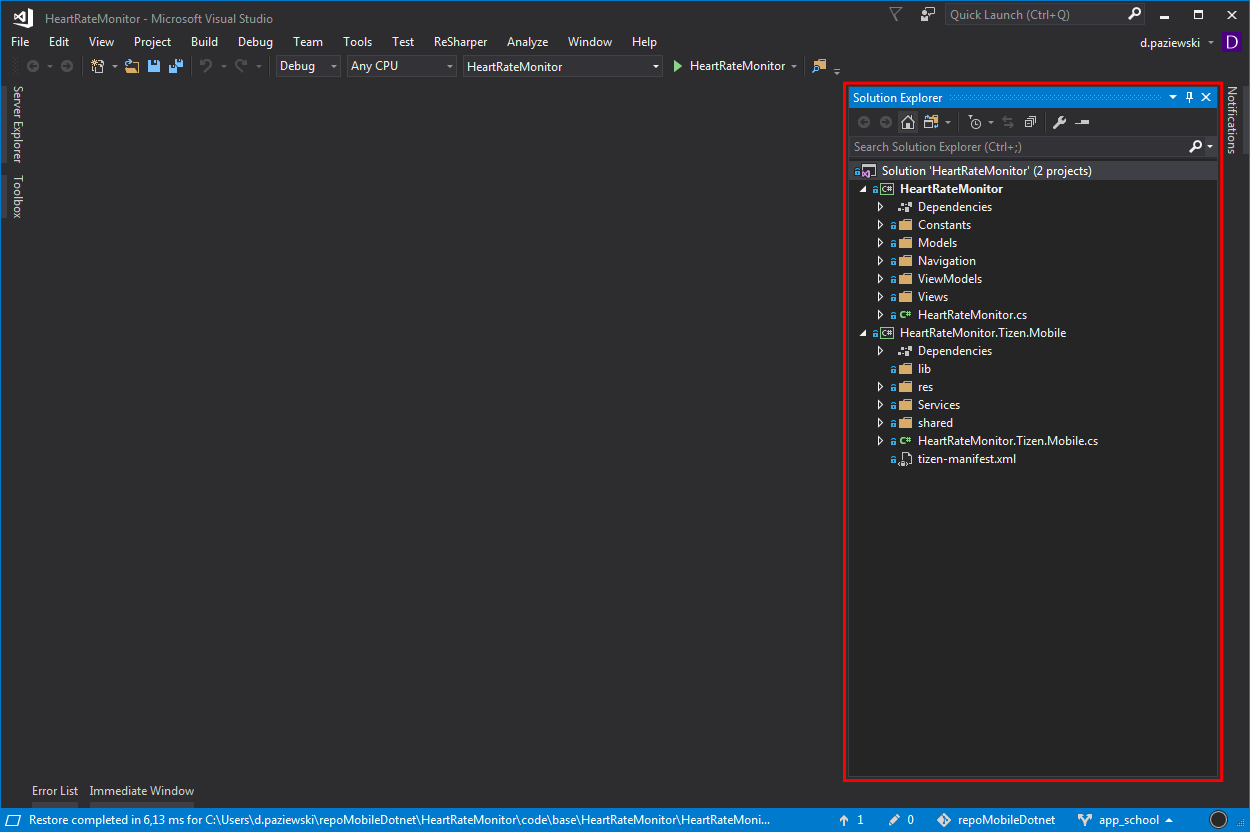 HeartRateMonitor - Microsoft Visual Studio
Quick Launch (Ctrl+Q)
File Edit View Project Build Debug Team Tools Test ReSharper Analyze Window Help
d.paziewski D
Debug Any CPU HeartRateMonitor HeartRateMonitor
Server Explorer
Toolbox
Solution Explorer
Search Solution Explorer (Ctrl+;)
Solution 'HeartRateMonitor' (2 projects)
C# HeartRateMonitor
Dependencies
Constants
Models
Navigation
ViewModels
Views
C# HeartRateMonitor.cs
C# HeartRateMonitor.Tizen.Mobile
Dependencies
lib
res
Services
shared
C# HeartRateMonitor.Tizen.Mobile.cs
tizen-manifest.xml
Notifications
Error List Immediate Window
Restore completed in 6,13 ms for C:\Users\d.paziewski\repoMobileDotnet\HeartRateMonitor\code\base\HeartRateMonitor\HeartRateMoni... 1 0 repoMobileDotnet app_school